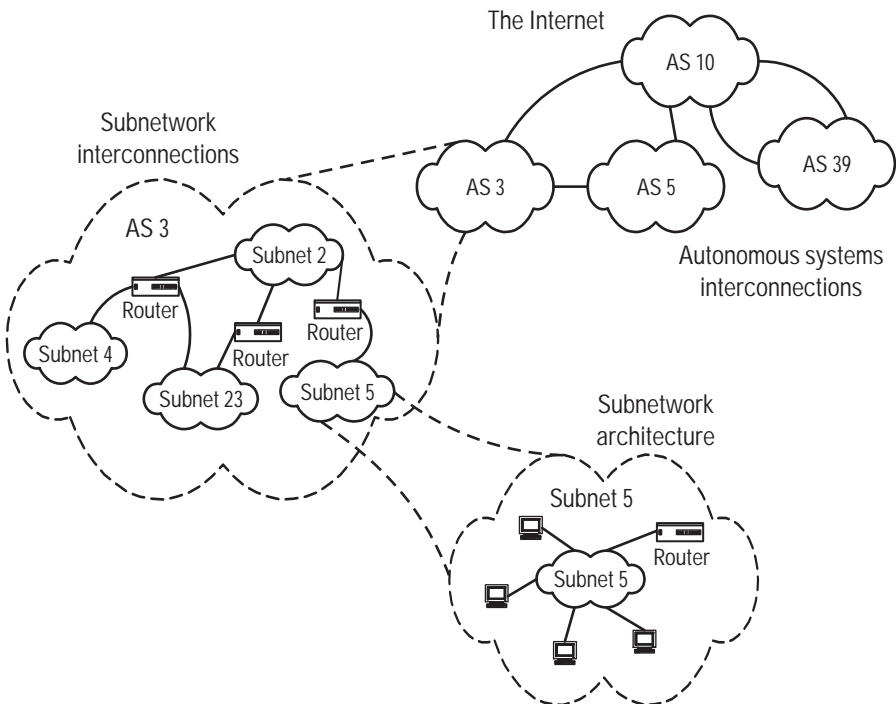 The Internet
AS 10
Subnetwork
interconnections
AS 3
AS 5
AS 39
AS 3
Subnet 2
Autonomous systems
interconnections
Router
Router
Router
Subnet 4
Subnet 23
Subnet 5
Subnetwork
architecture
Subnet 5
Router
Subnet 5